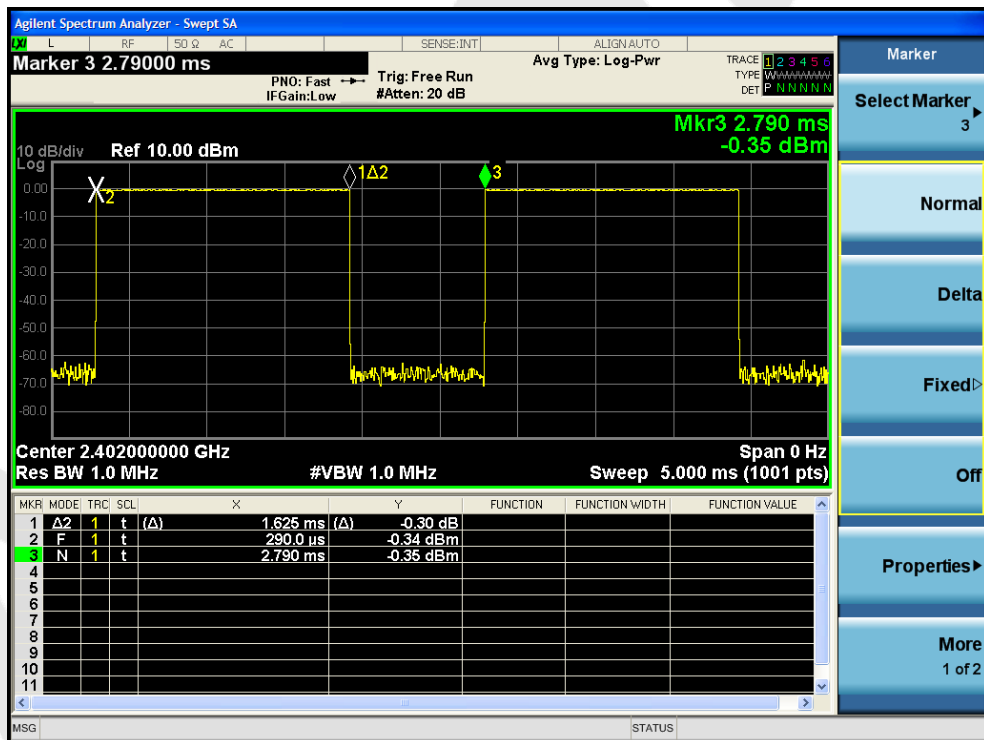 Agilent Spectrum Analyzer - Swept SA
LXI L RF 50 Ω AC SENSE:INT ALIGNAUTO
Marker 3 2.79000 ms
PNO: Fast
IFGain:Low
Trig: Free Run
#Atten: 20 dB
Avg Type: Log-Pwr
TRACE 1 2 3 4 5 6
TYPE W
DET P N N N N N
Mkr3 2.790 ms
-0.35 dBm
10 dB/div Ref 10.00 dBm
Log
0.00
-10.0
-20.0
-30.0
-40.0
-50.0
-60.0
-70.0
-80.0
2
1Δ2
3
Center 2.402000000 GHz Span 0 Hz
Res BW 1.0 MHz #VBW 1.0 MHz Sweep 5.000 ms (1001 pts)
MKR MODE TRC SCL X Y FUNCTION FUNCTION WIDTH FUNCTION VALUE
1 Δ2 1 t (Δ) 1.625 ms (Δ) -0.30 dB
2 F 1 t 290.0 µs -0.34 dBm
3 N 1 t 2.790 ms -0.35 dBm
4
5
6
7
8
9
10
11
MSG STATUS
Marker
Select Marker
3
Normal
Delta
Fixed
Off
Properties
More
1 of 2